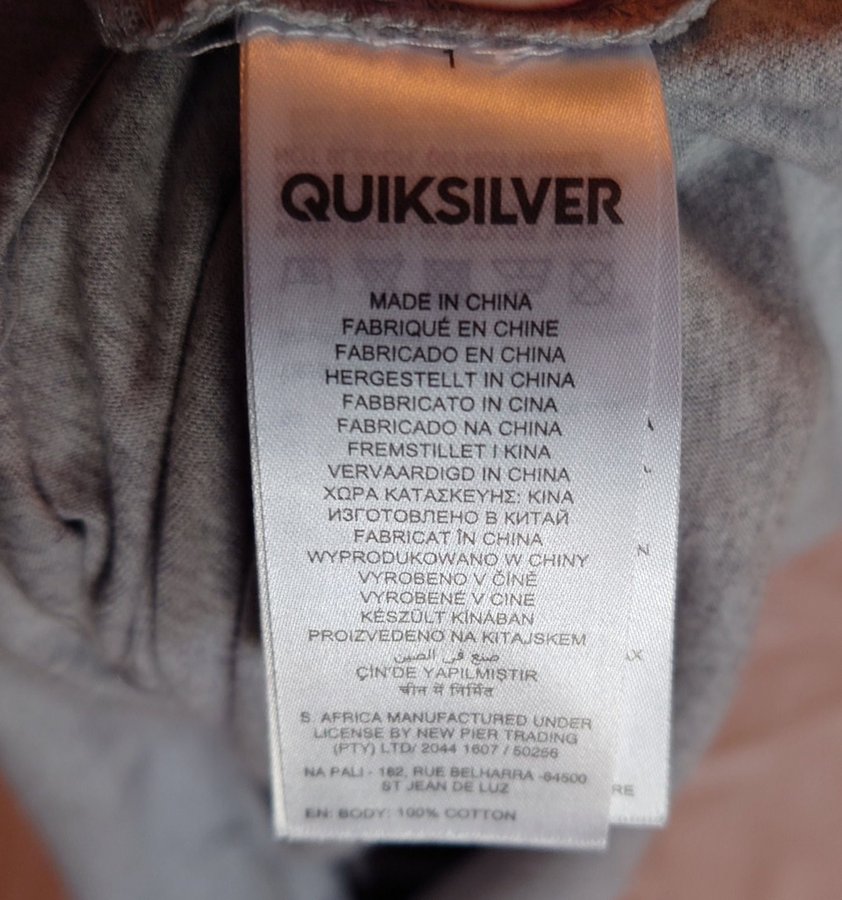 QUIKSILVER
MADE IN CHINA
FABRIQUÉ EN CHINE
FABRICADO EN CHINA
HERGESTELLT IN CHINA
FABBRICATO IN CINA
FABRICADO NA CHINA
FREMSTILLET I KINA
VERVAARDIGD IN CHINA
ΧΩΡΑ ΚΑΤΑΣΚΕΥΗΣ: ΚΙΝΑ
ИЗГОТОВЛЕНО В КИТАЙ
FABRICAT ÎN CHINA
WYPRODUKOWANO W CHINY
VYROBENO V ČÍNĚ
VYROBENÉ V CINE
KÉSZÜLT KÍNÁBAN
PROIZVEDENO NA KITAJSKEM
صنع في الصين
ÇİN'DE YAPILMIŞTIR
चीन में निर्मित
S. AFRICA MANUFACTURED UNDER
LICENSE BY NEW PIER TRADING
(PTY) LTD/ 2044 1607 / 50256
NA PALI - 162, RUE BELHARRA -64500
ST JEAN DE LUZ
EN: BODY: 100% COTTON